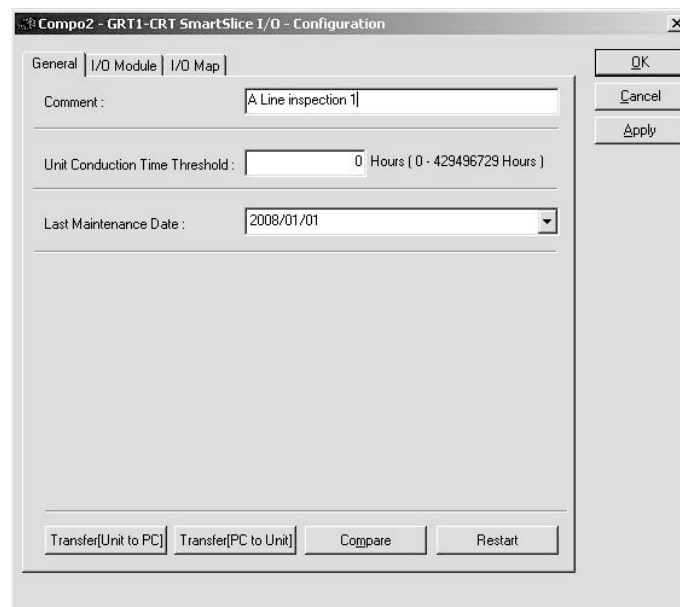 Compo2 - GRT1-CRT SmartSlice I/O - Configuration
General I/O Module I/O Map
OK
Cancel
Apply
Comment :
A Line inspection 1
Unit Conduction Time Threshold :
0 Hours ( 0 - 429496729 Hours )
Last Maintenance Date :
2008/01/01
Transfer[Unit to PC] Transfer[PC to Unit] Compare Restart